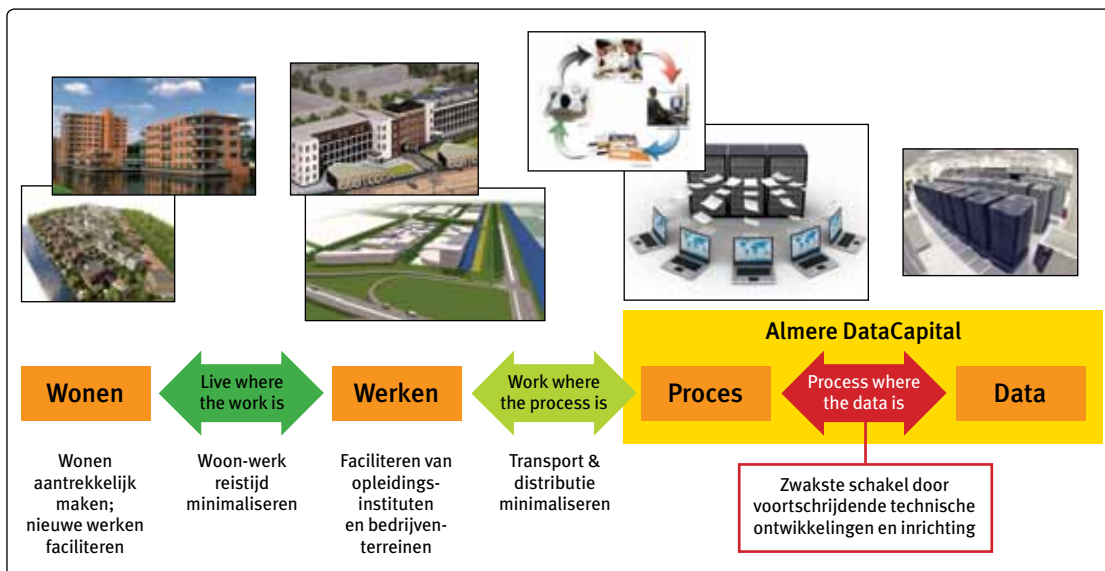 Almere DataCapital
Wonen
Live where
the work is
Werken
Work where
the process is
Proces
Process where
the data is
Data
Wonen
aantrekkelijk
maken;
nieuwe werken
faciliteren
Woon-werk
reistijd
minimaliseren
Faciliteren van
opleidings-
instituten
en bedrijven-
terreinen
Transport &
distributie
minimaliseren
Zwakste schakel door
voortschrijdende technische
ontwikkelingen en inrichting